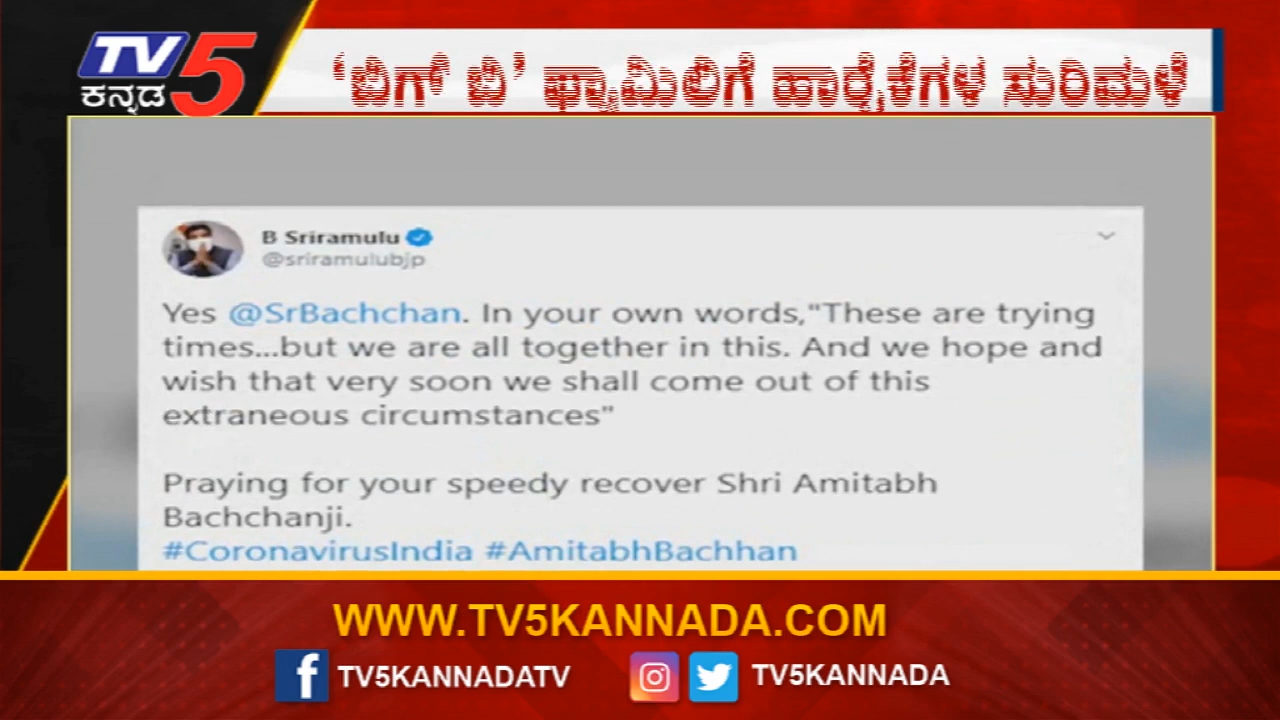 TV5
ಕನ್ನಡ
‘ಬಿಗ್ ಬಿ’ ಫ್ಯಾಮಿಲಿಗೆ ಹಾರೈಕೆಗಳ ಸುರಿಮಳೆ
B Sriramulu
@sriramulubjp
Yes @SrBachchan. In your own words,"These are trying
times...but we are all together in this. And we hope and
wish that very soon we shall come out of this
extraneous circumstances"
Praying for your speedy recover Shri Amitabh
Bachchanji.
#CoronavirusIndia #AmitabhBachhan
WWW.TV5KANNADA.COM
TV5KANNADATV
TV5KANNADA